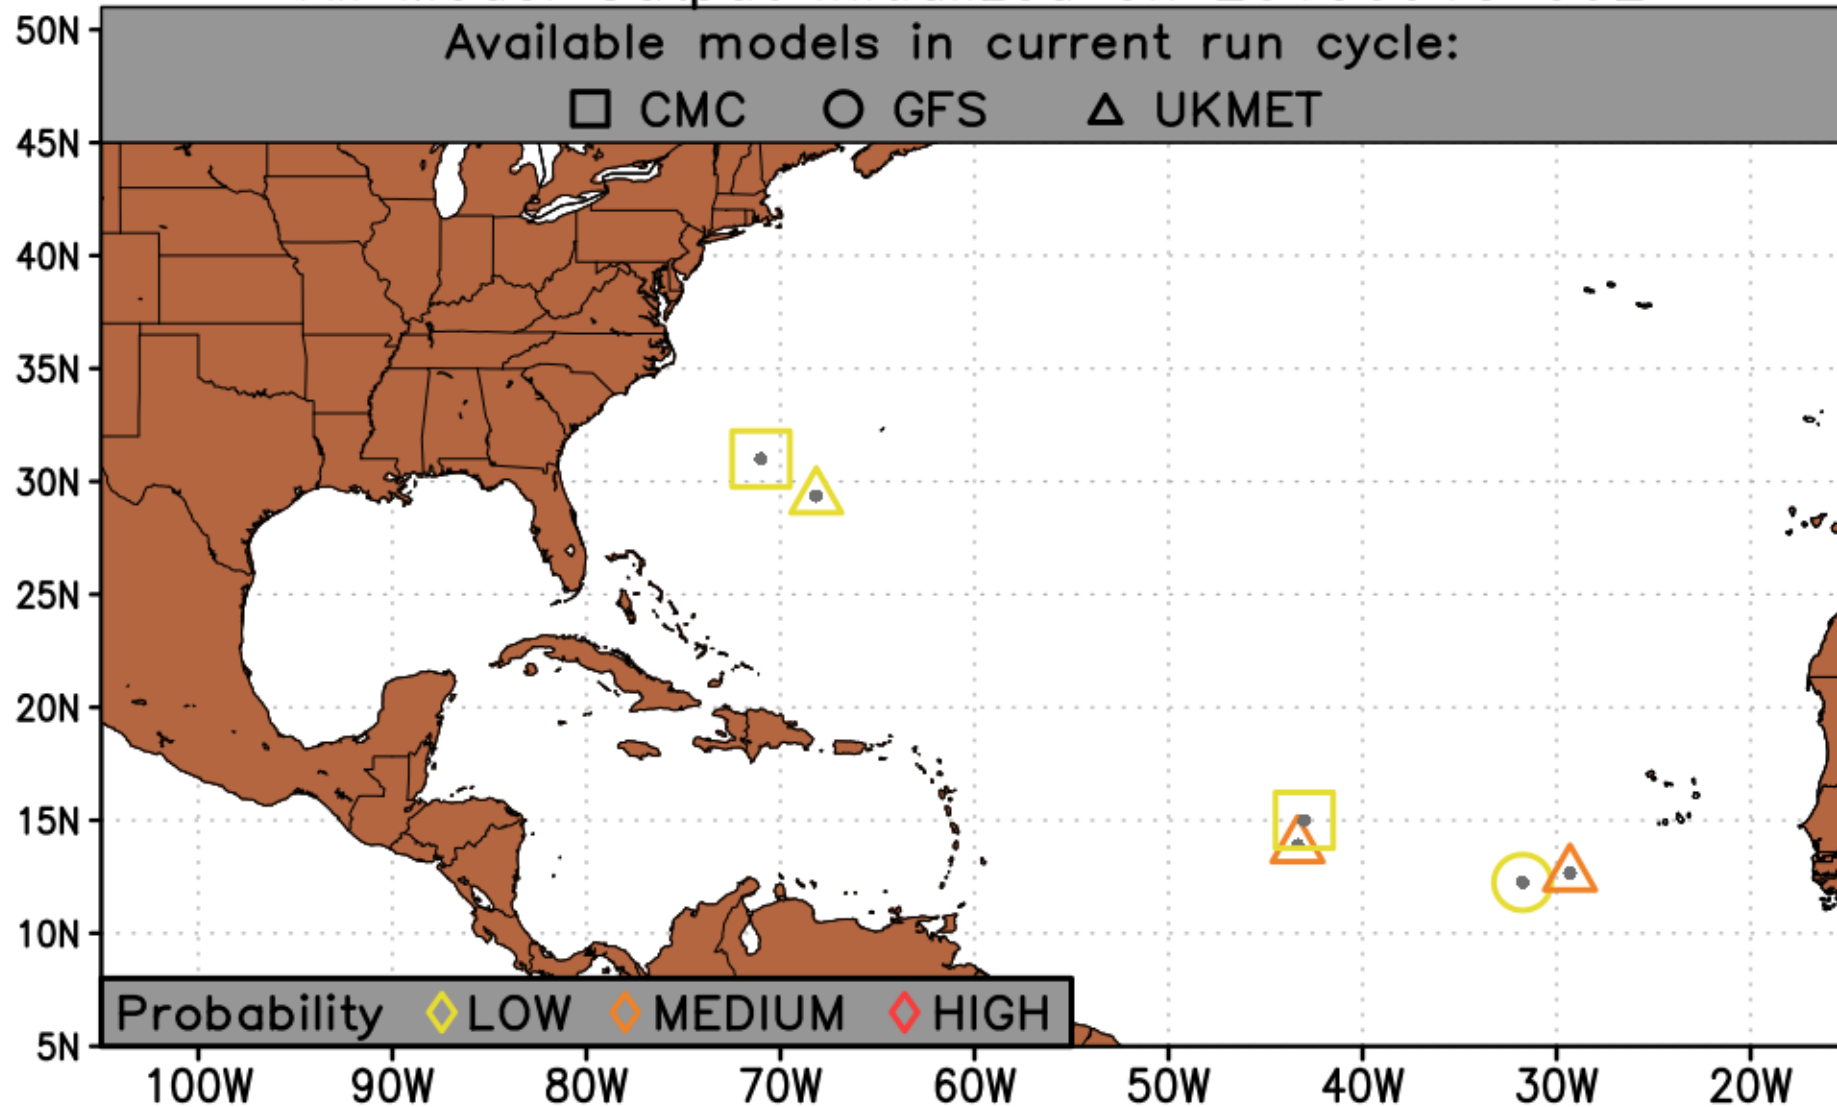 50N
Available models in current run cycle:
CMC GFS UKMET
45N
40N
35N
30N
25N
20N
15N
10N
Probability LOW MEDIUM HIGH
5N
100W 90W 80W 70W 60W 50W 40W 30W 20W